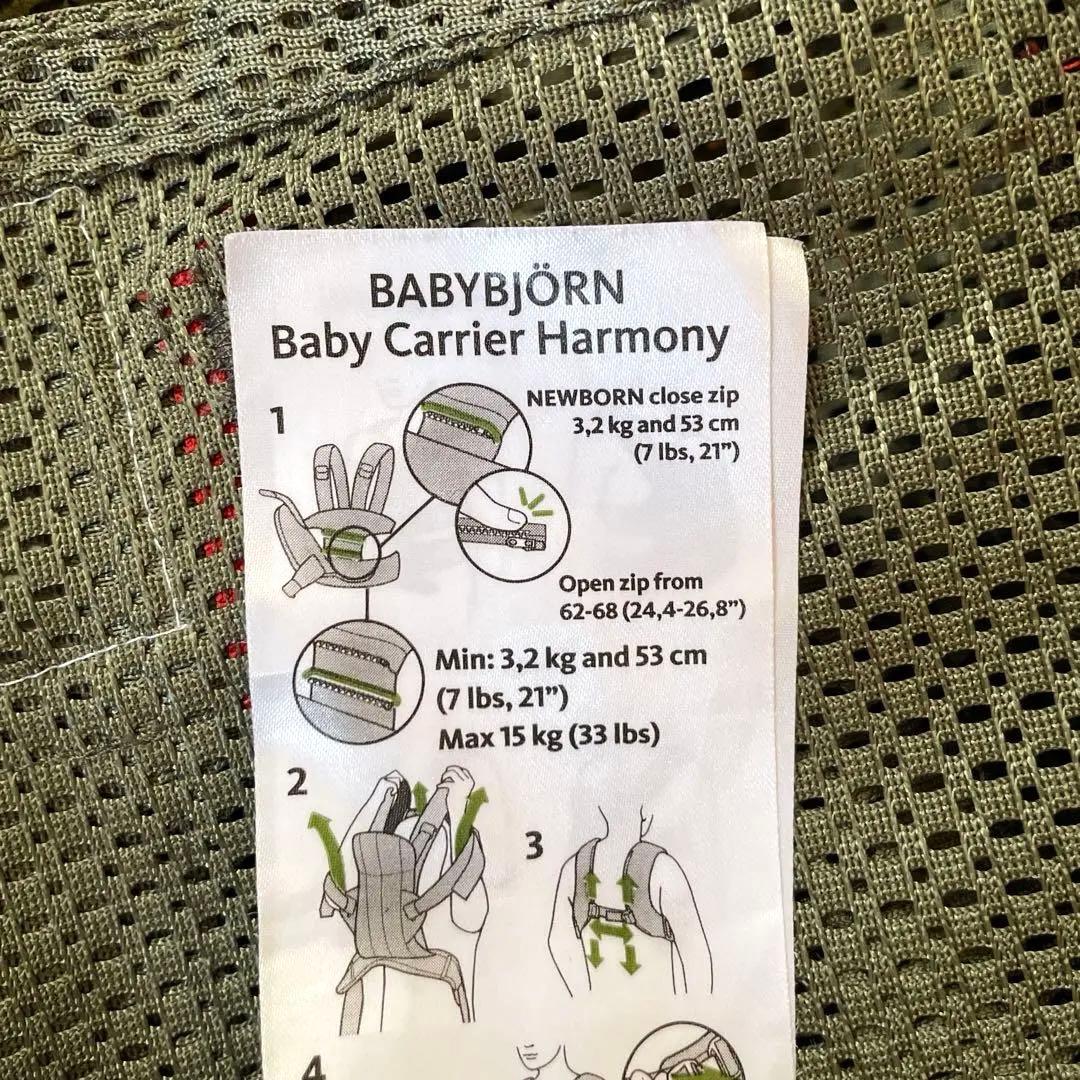 BABYBJÖRN
Baby Carrier Harmony
1
NEWBORN close zip
3,2 kg and 53 cm
(7 lbs, 21”)
Open zip from
62-68 (24,4-26,8”)
Min: 3,2 kg and 53 cm
(7 lbs, 21”)
Max 15 kg (33 lbs)
2
3
4